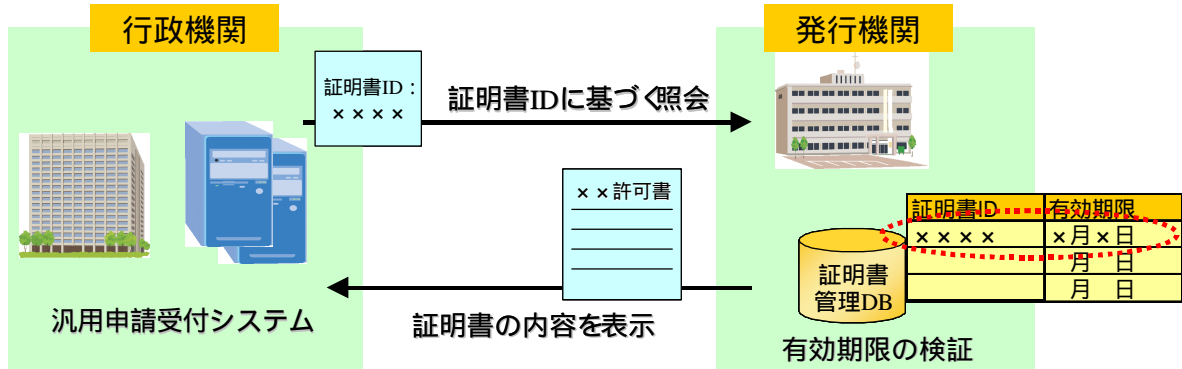 行政機関
発行機関
証明書ID：
××××
証明書IDに基づく照会
××許可書
証明書ID 有効期限
×××× ×月×日
月 日
月 日
証明書
管理DB
汎用申請受付システム
証明書の内容を表示
有効期限の検証